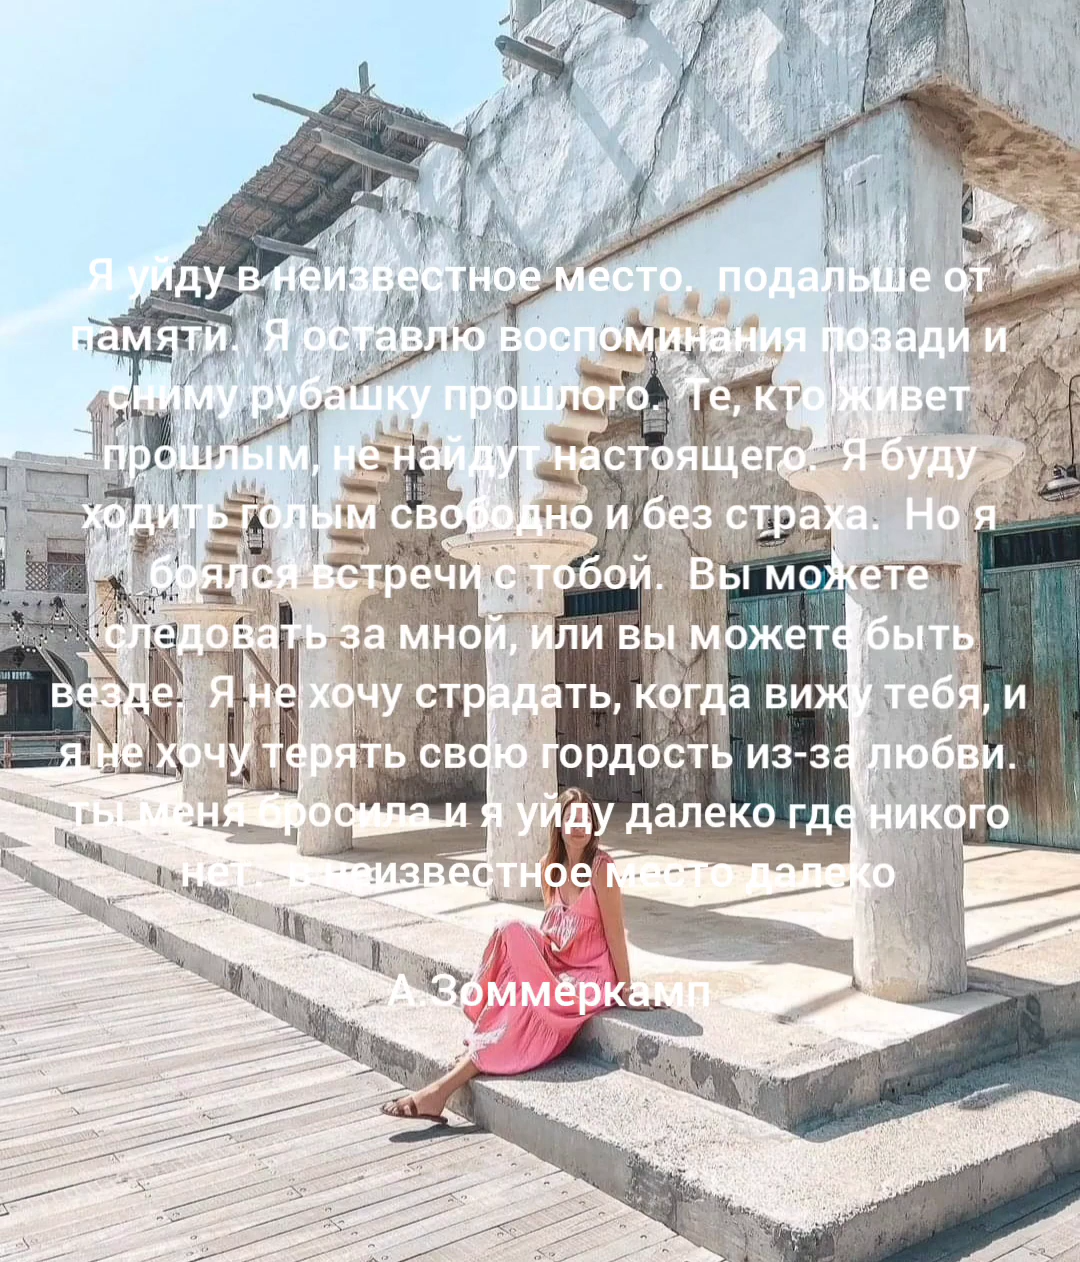 Я уйду в неизвестное место.  подальше от
памяти.  Я оставлю воспоминания позади и
сниму рубашку прошлого.  Те, кто живет
прошлым, не найдут настоящего.  Я буду
ходить голым свободно и без страха.  Но я
боялся встречи с тобой.  Вы можете
следовать за мной, или вы можете быть
везде.  Я не хочу страдать, когда вижу тебя, и
я не хочу терять свою гордость из-за любви.
ты меня бросила и я уйду далеко где никого
нет.  в неизвестное место далеко
А.Зоммеркамп